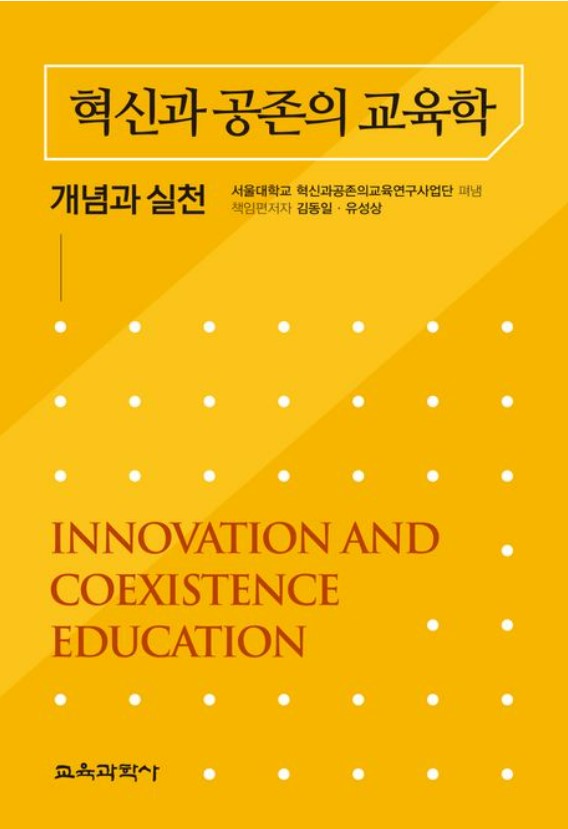 혁신과 공존의 교육학
개념과 실천
서울대학교 혁신과공존의교육연구사업단 펴냄
책임편저자 김동일 · 유성상
INNOVATION AND
COEXISTENCE
EDUCATION
교육과학사